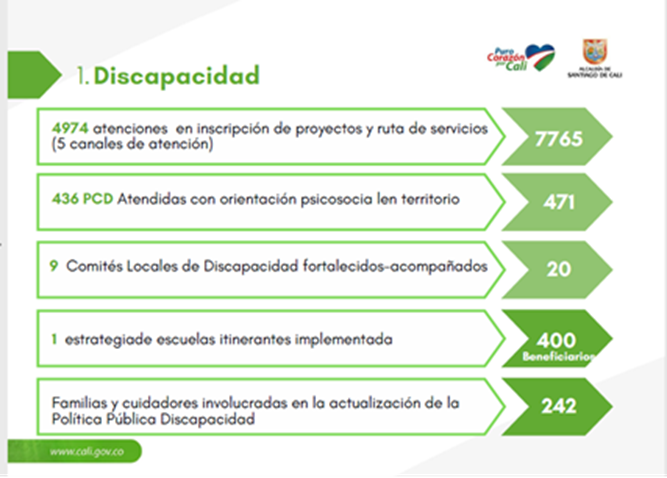 Puro
Corazón
por
Cali
ALCALDÍA DE
SANTIAGO DE CALI
1. Discapacidad
4974 atenciones en inscripción de proyectos y ruta de servicios
(5 canales de atención)
7765
436 PCD Atendidas con orientación psicosocia len territorio
471
9 Comités Locales de Discapacidad fortalecidos-acompañados
20
1 estrategiade escuelas itinerantes implementada
400
Beneficiarios
Familias y cuidadores involucradas en la actualización de la
Política Pública Discapacidad
242
www.cali.gov.co